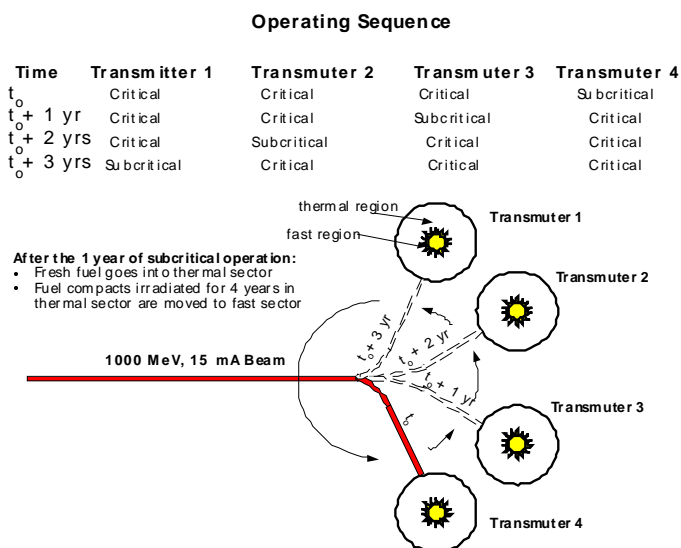 Operating Sequence
Time Transmitter 1 Transmuter 2 Transmuter 3 Transmuter 4
to Critical Critical Critical Subcritical
to+ 1 yr Critical Critical Subcritical Critical
to+ 2 yrs Critical Subcritical Critical Critical
to+ 3 yrs Subcritical Critical Critical Critical
thermal region
fast region
Transmuter 1
After the 1 year of subcritical operation:
• Fresh fuel goes into thermal sector
• Fuel compacts irradiated for 4 years in
thermal sector are moved to fast sector
Transmuter 2
to + 3 yr
to + 2 yr
1000 MeV, 15 mA Beam
to + 1 yr
Transmuter 3
to
Transmuter 4